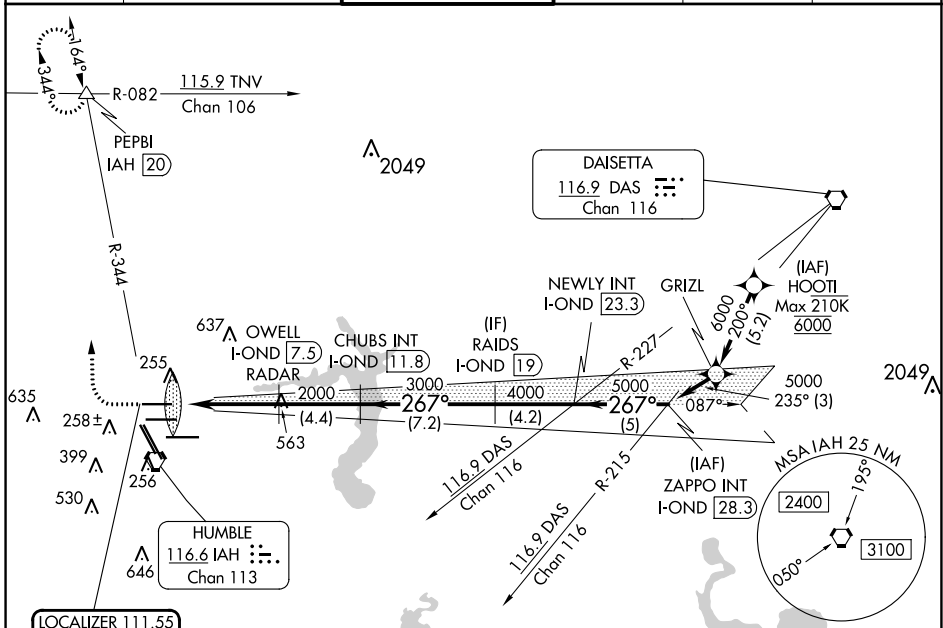 164°
344°
R-082
115.9 TNV
Chan 106
PEPBI
IAH 20
2049
DAISETTA
116.9 DAS
Chan 116
R-344
NEWLY INT
I-OND 23.3
GRIZL
(IAF)
HOOTI
Max 210K
6000
6000
200°
(5.2)
637
OWELL
I-OND 7.5
RADAR
CHUBS INT
I-OND 11.8
(IF)
RAIDS
I-OND 19
R-227
255
2000
3000
4000
5000
5000
235° (3)
2049
635
258±
267°
267°
087°
(4.4)
(7.2)
(4.2)
(5)
563
399
256
530
116.9 DAS
Chan 116
R-215
(IAF)
ZAPPO INT
I-OND 28.3
MSA IAH 25 NM
195°
2400
3100
050°
HUMBLE
116.6 IAH
Chan 113
646
116.9 DAS
Chan 116
LOCALIZER 111.55